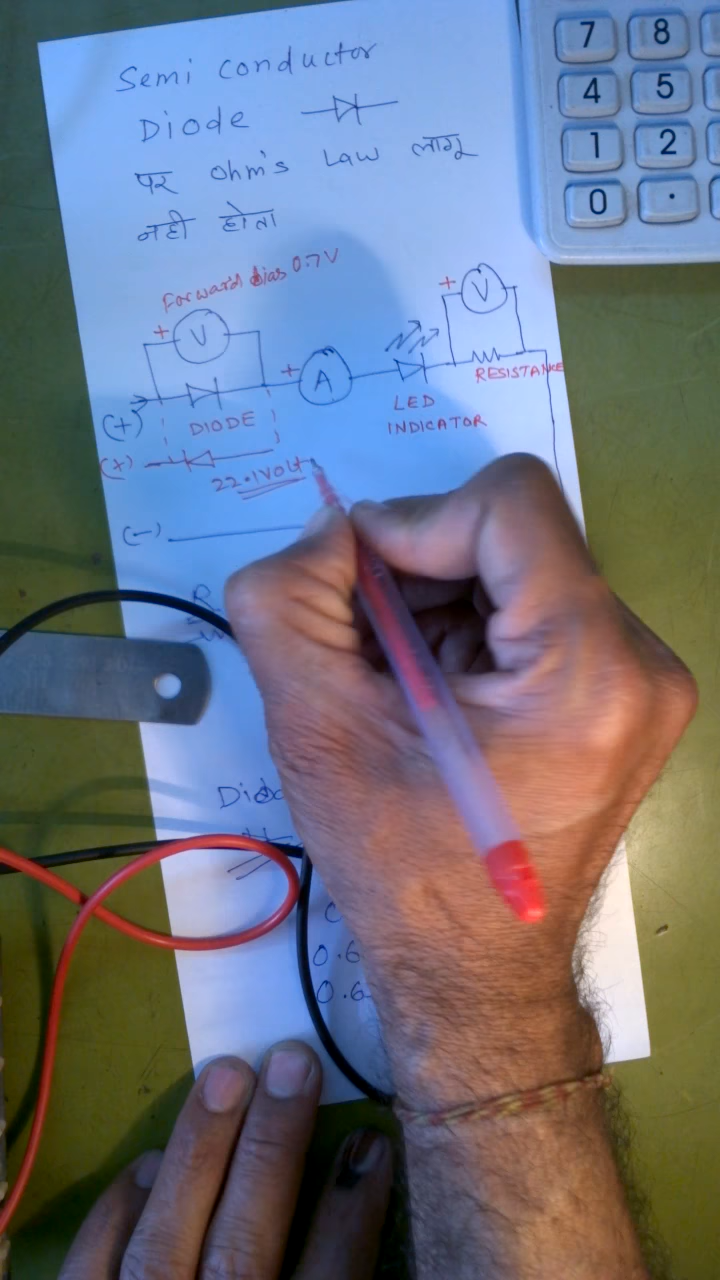 7 8
4 5
1 2
0 .
Semi conductor
Diode
पर ohm's Law लागू
नही होता
Forward bias 0.7V
+ V
+ V
(+) DIODE
+ A
LED
INDICATOR
RESISTANCE
(+)
22.1Volt
(-)
R
0.6
0.6